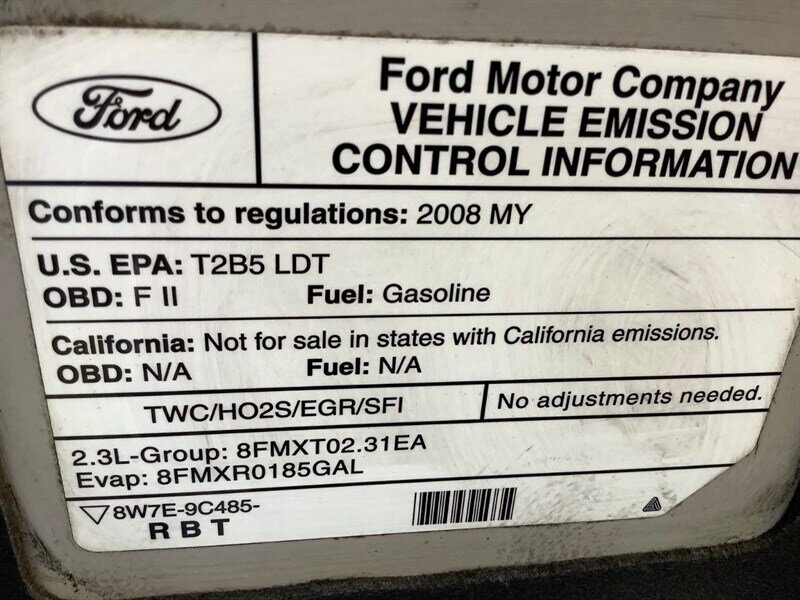 Ford
Ford Motor Company
VEHICLE EMISSION
CONTROL INFORMATION
Conforms to regulations: 2008 MY
U.S. EPA: T2B5 LDT
OBD: F II Fuel: Gasoline
California: Not for sale in states with California emissions.
OBD: N/A Fuel: N/A
TWC/HO2S/EGR/SFI No adjustments needed.
2.3L-Group: 8FMXT02.31EA
Evap: 8FMXR0185GAL
8W7E-9C485-
RBT